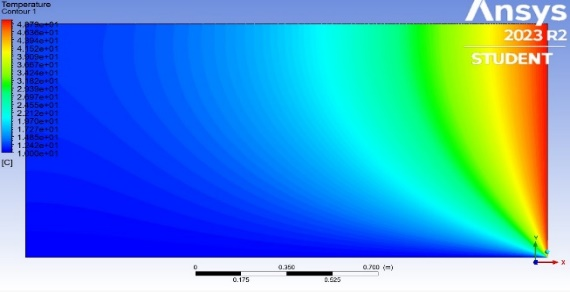 Temperature
Contour 1
4.879e+01
4.636e+01
4.394e+01
4.152e+01
3.909e+01
3.667e+01
3.424e+01
3.182e+01
2.939e+01
2.697e+01
2.455e+01
2.212e+01
1.970e+01
1.727e+01
1.485e+01
1.242e+01
1.000e+01
[C]
Ansys
2023 R2
STUDENT
Y
X
0
0.350
0.700 (m)
0.175
0.525